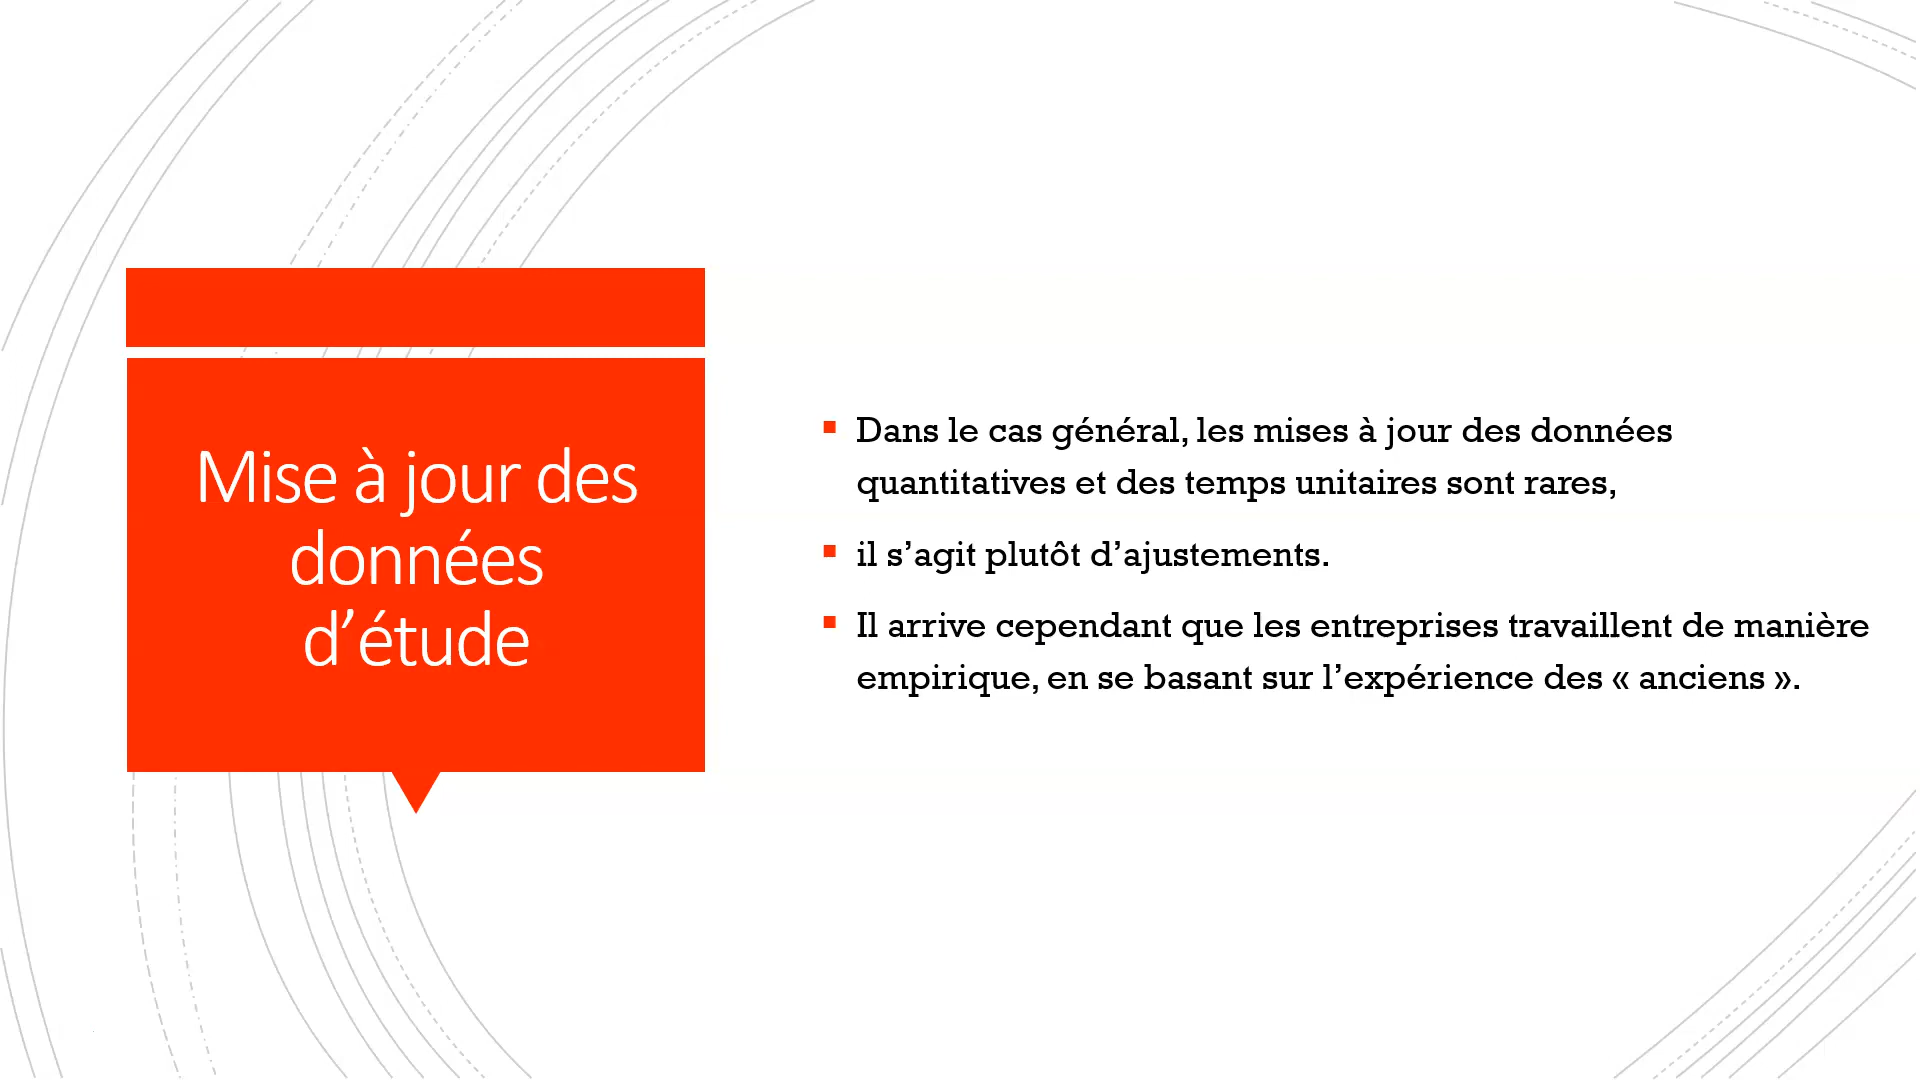 Mise à jour des
données
d’étude
Dans le cas général, les mises à jour des données
quantitatives et des temps unitaires sont rares,
il s’agit plutôt d’ajustements.
Il arrive cependant que les entreprises travaillent de manière
empirique, en se basant sur l’expérience des « anciens ».